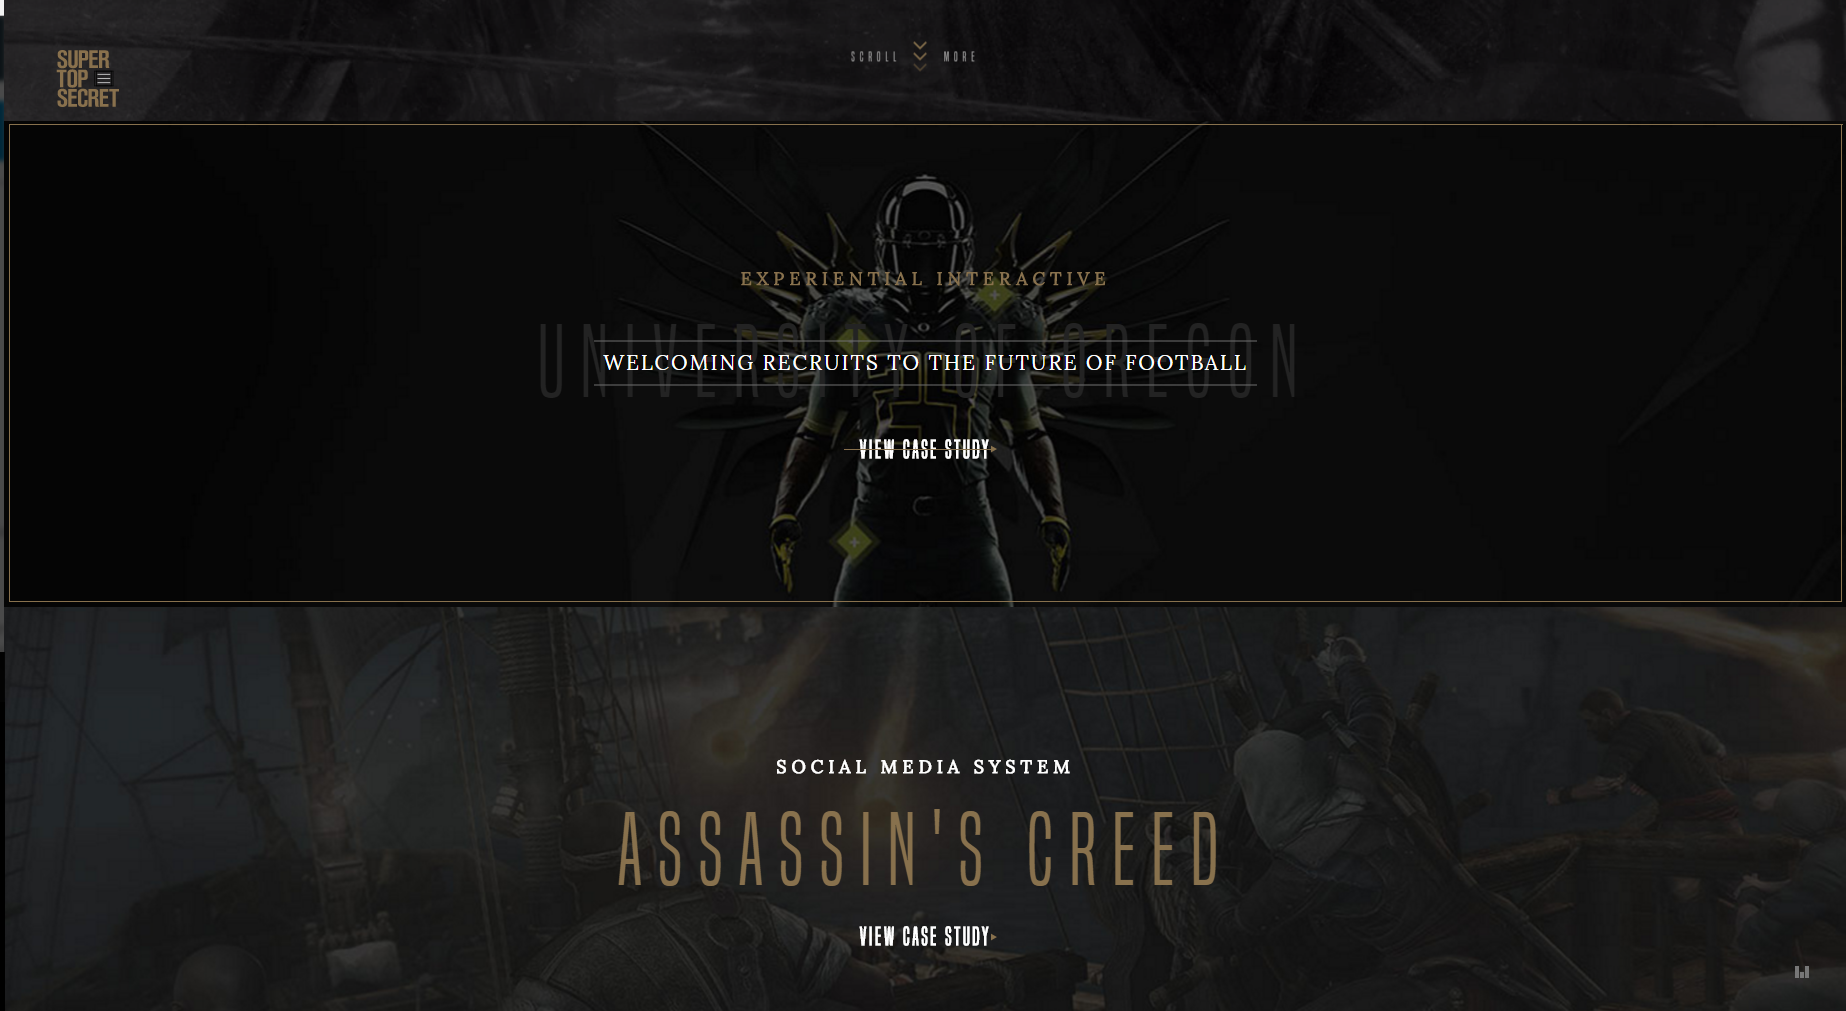 SUPER
TOP
SECRET
SCROLL MORE
EXPERIENTIAL INTERACTIVE
UNIVERSITY OF OREGON
WELCOMING RECRUITS TO THE FUTURE OF FOOTBALL
VIEW CASE STUDY
SOCIAL MEDIA SYSTEM
ASSASSIN'S CREED
VIEW CASE STUDY